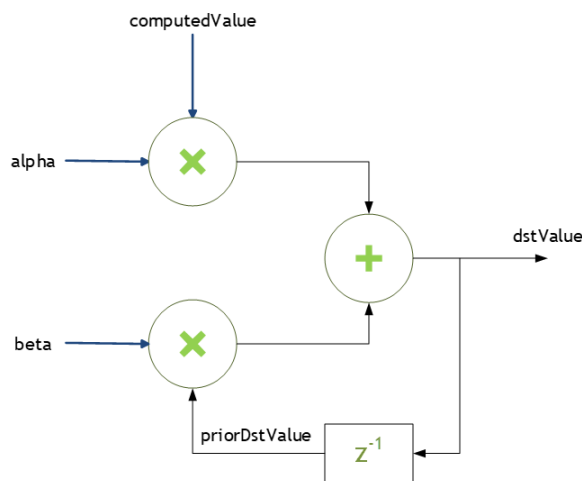 computedValue
alpha
dstValue
beta
priorDstValue
z⁻¹